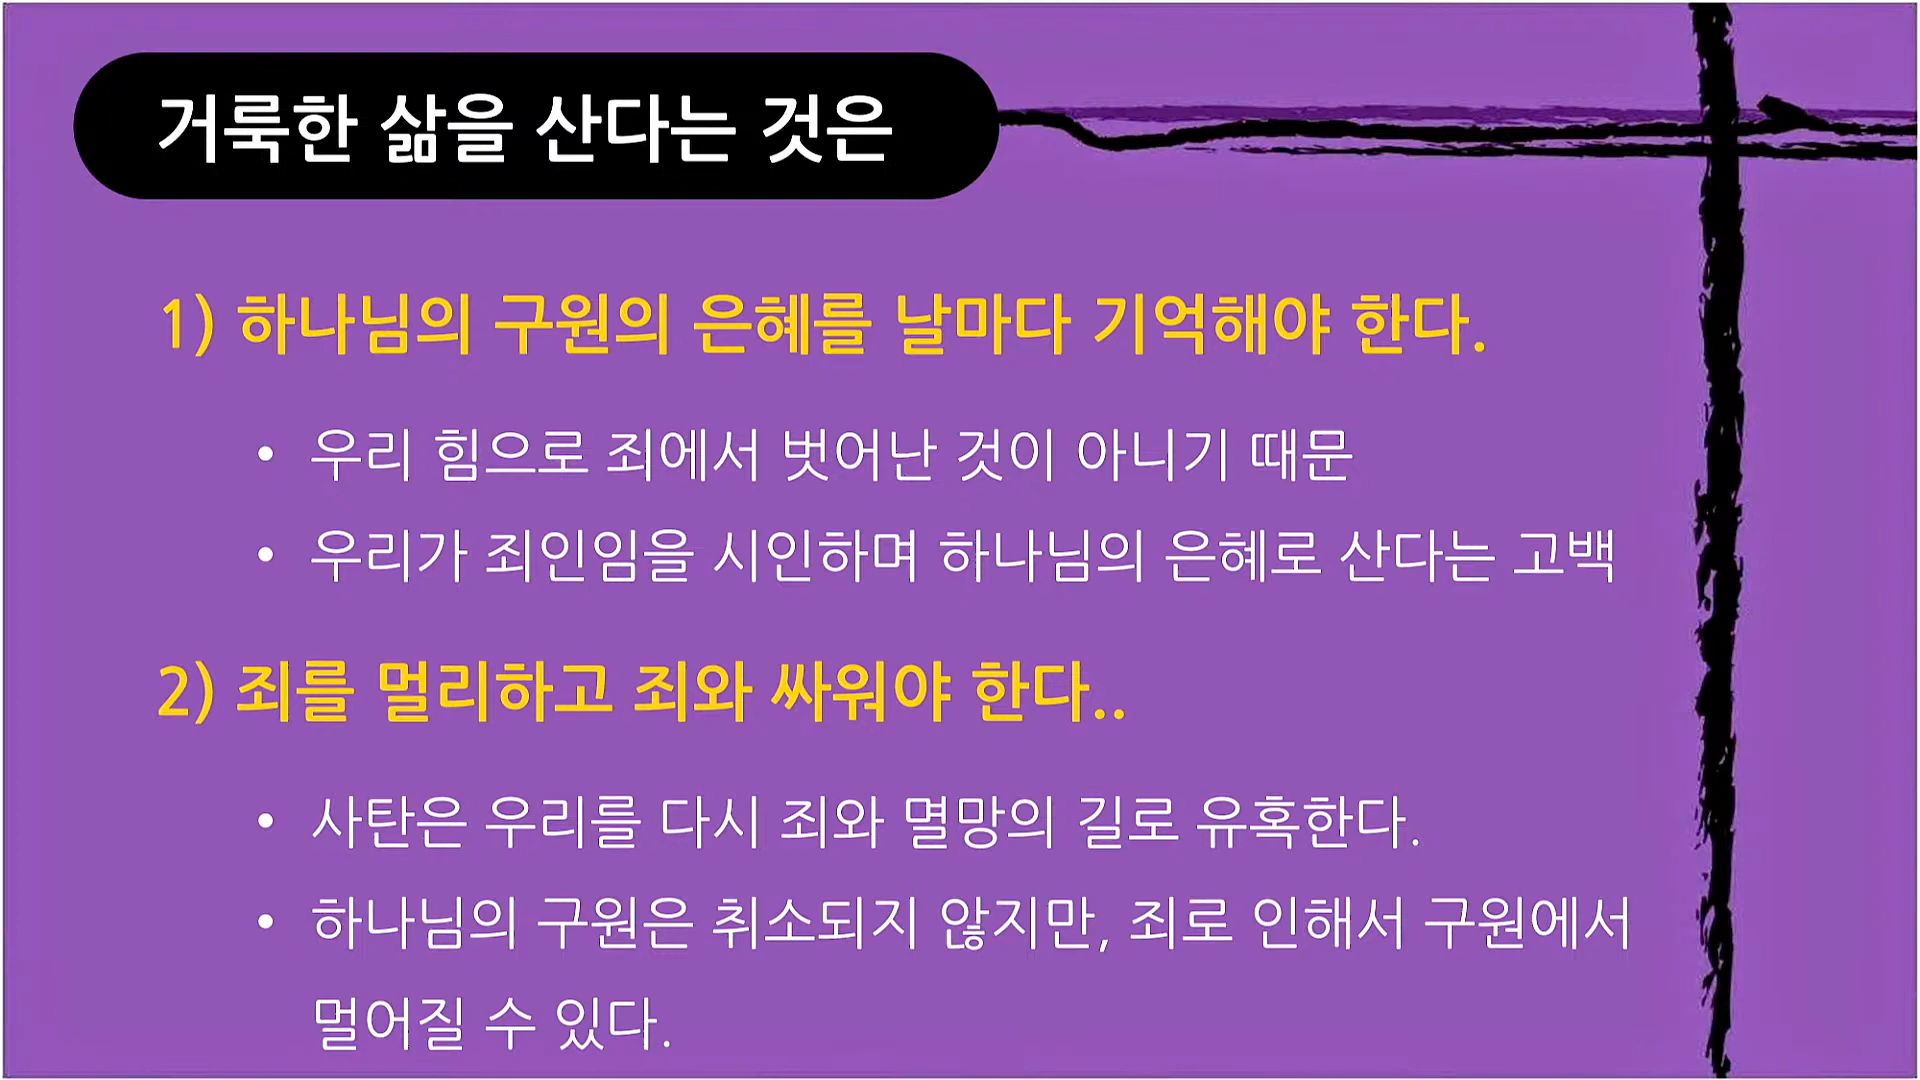 거룩한 삶을 산다는 것은
1) 하나님의 구원의 은혜를 날마다 기억해야 한다.
• 우리 힘으로 죄에서 벗어난 것이 아니기 때문
• 우리가 죄인임을 시인하며 하나님의 은혜로 산다는 고백
2) 죄를 멀리하고 죄와 싸워야 한다..
• 사탄은 우리를 다시 죄와 멸망의 길로 유혹한다.
• 하나님의 구원은 취소되지 않지만, 죄로 인해서 구원에서
멀어질 수 있다.